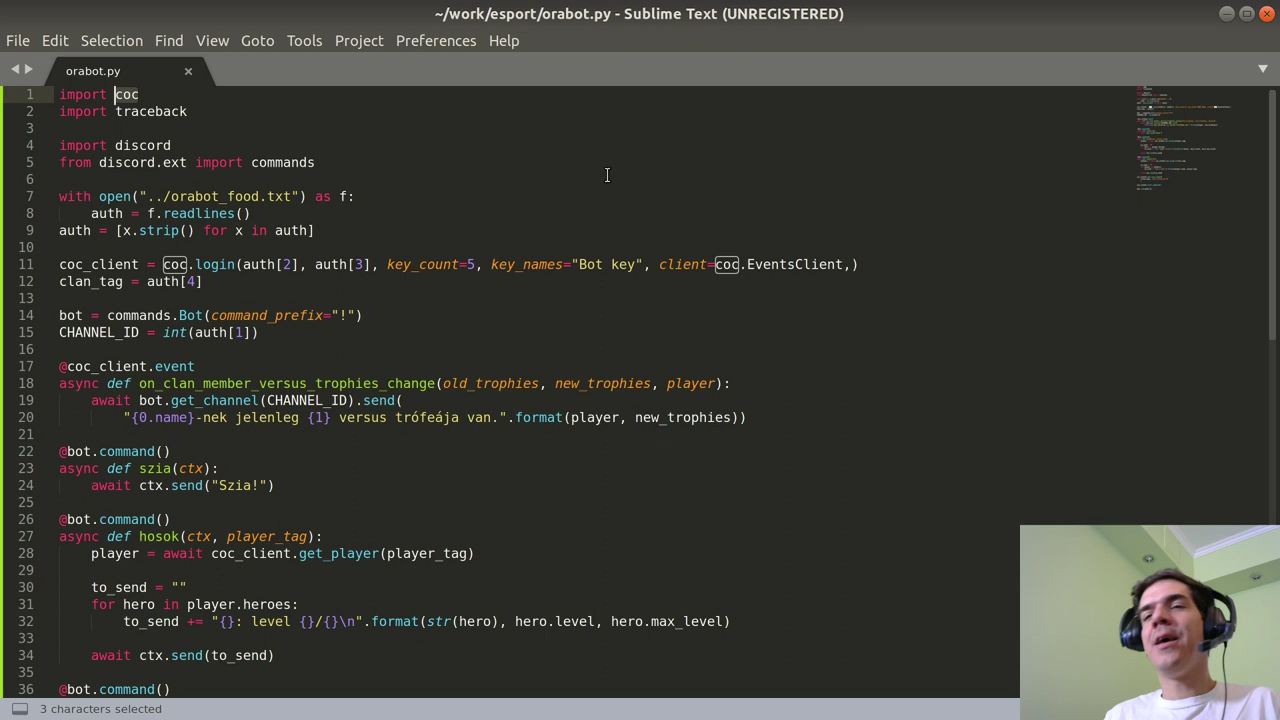 ~/work/esport/orabot.py - Sublime Text (UNREGISTERED)
File Edit Selection Find View Goto Tools Project Preferences Help
orabot.py
1 import coc
2 import traceback
3
4 import discord
5 from discord.ext import commands
6
7 with open("../orabot_food.txt") as f:
8 auth = f.readlines()
9 auth = [x.strip() for x in auth]
10
11 coc_client = coc.login(auth[2], auth[3], key_count=5, key_names="Bot key", client=coc.EventsClient,)
12 clan_tag = auth[4]
13
14 bot = commands.Bot(command_prefix="!")
15 CHANNEL_ID = int(auth[1])
16
17 @coc_client.event
18 async def on_clan_member_versus_trophies_change(old_trophies, new_trophies, player):
19 await bot.get_channel(CHANNEL_ID).send(
20 "{0.name}-nek jelenleg {1} versus trófeája van.".format(player, new_trophies))
21
22 @bot.command()
23 async def szia(ctx):
24 await ctx.send("Szia!")
25
26 @bot.command()
27 async def hosok(ctx, player_tag):
28 player = await coc_client.get_player(player_tag)
29
30 to_send = ""
31 for hero in player.heroes:
32 to_send += "{}: level {}/{}\n".format(str(hero), hero.level, hero.max_level)
33
34 await ctx.send(to_send)
35
36 @bot.command()
3 characters selected